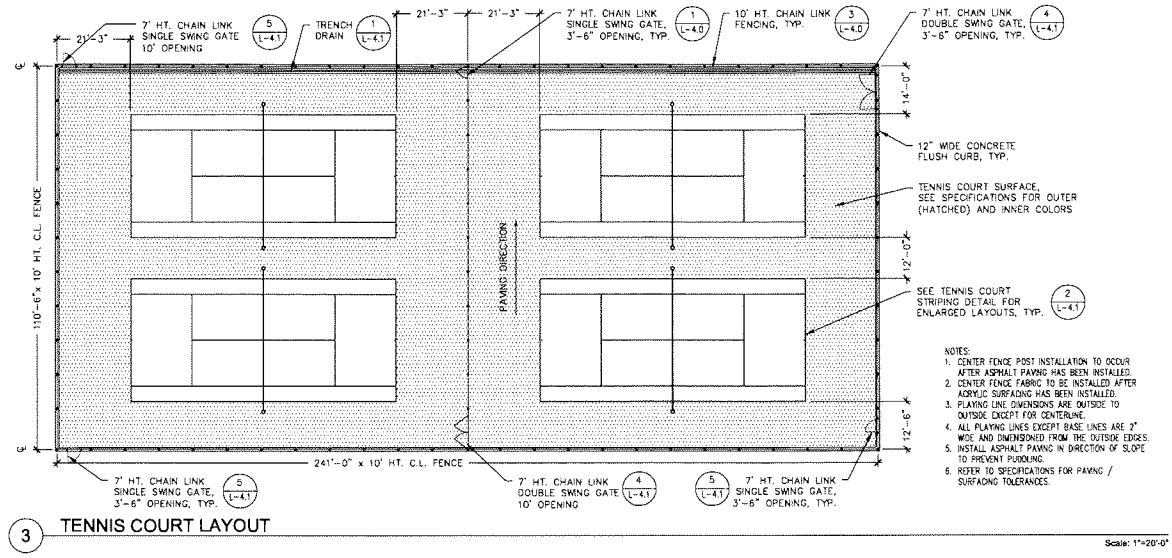 7' HT. CHAIN LINK
SINGLE SWING GATE
10' OPENING
5
L-4.1
TRENCH
DRAIN
1
L-4.1
21'-3"
21'-3"
7' HT. CHAIN LINK
SINGLE SWING GATE,
3'-6" OPENING, TYP.
1
L-4.0
10' HT. CHAIN LINK
FENCING, TYP.
3
L-4.0
7' HT. CHAIN LINK
DOUBLE SWING GATE,
3'-6" OPENING, TYP.
4
L-4.1
21'-3"
14'-0"
12" WIDE CONCRETE
FLUSH CURB, TYP.
TENNIS COURT SURFACE,
SEE SPECIFICATIONS FOR OUTER
(HATCHED) AND INNER COLORS
110'-6" x 10' HT. C.L. FENCE
PAVING DIRECTION
12'-0"
SEE TENNIS COURT
STRIPING DETAIL FOR
ENLARGED LAYOUTS, TYP.
2
L-4.1
12'-6"
NOTES:
1. CENTER FENCE POST INSTALLATION TO OCCUR
AFTER ASPHALT PAVING HAS BEEN INSTALLED.
2. CENTER FENCE FABRIC TO BE INSTALLED AFTER
ACRYLIC SURFACING HAS BEEN INSTALLED.
3. PLAYING LINE DIMENSIONS ARE OUTSIDE TO
OUTSIDE EXCEPT FOR CENTERLINE.
4. ALL PLAYING LINES EXCEPT BASE LINES ARE 2"
WIDE AND DIMENSIONED FROM THE OUTSIDE EDGES.
5. INSTALL ASPHALT PAVING IN DIRECTION OF SLOPE
TO PREVENT PUDDLING.
6. REFER TO SPECIFICATIONS FOR PAVING /
SURFACING TOLERANCES.
241'-0" x 10' HT. C.L. FENCE
7' HT. CHAIN LINK
SINGLE SWING GATE,
3'-6" OPENING, TYP.
5
L-4.1
7' HT. CHAIN LINK
DOUBLE SWING GATE
10' OPENING
4
L-4.1
5
L-4.1
7' HT. CHAIN LINK
SINGLE SWING GATE,
3'-6" OPENING, TYP.
3
TENNIS COURT LAYOUT
Scale: 1"=20'-0"